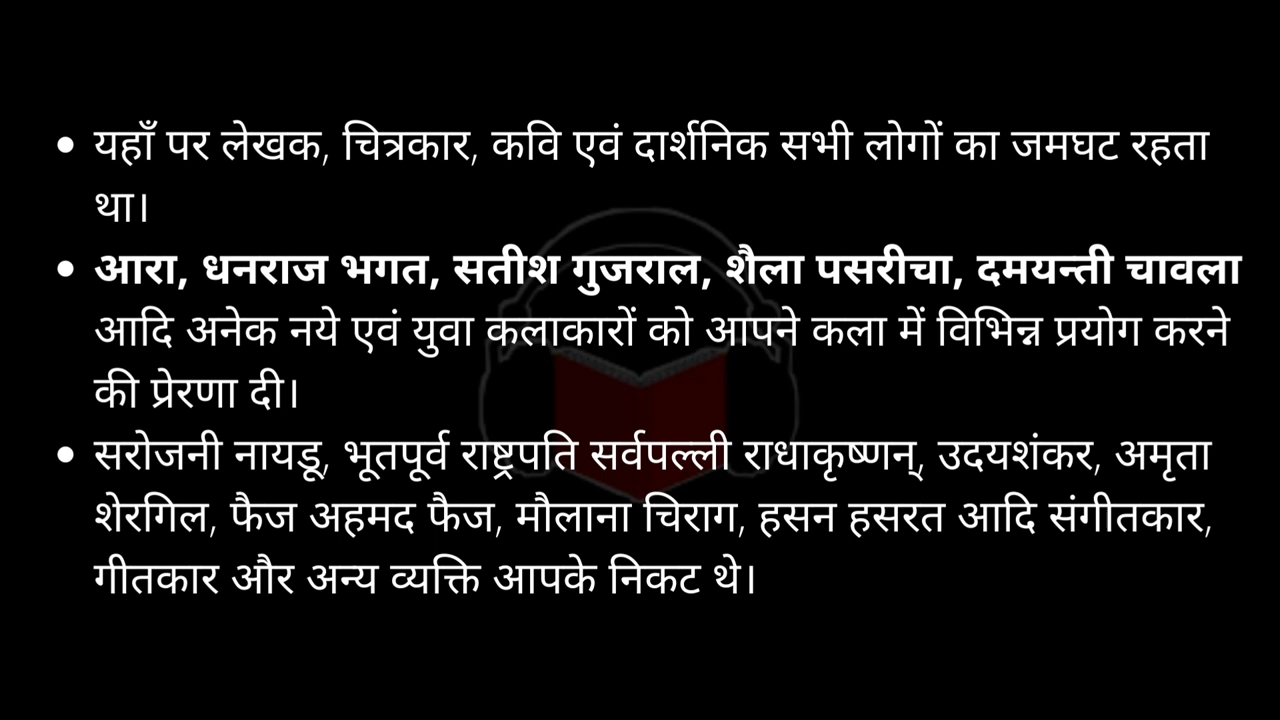 • यहाँ पर लेखक, चित्रकार, कवि एवं दार्शनिक सभी लोगों का जमघट रहता
था।
• आरा, धनराज भगत, सतीश गुजराल, शैला पसरीचा, दमयन्ती चावला
आदि अनेक नये एवं युवा कलाकारों को आपने कला में विभिन्न प्रयोग करने
की प्रेरणा दी।
• सरोजनी नायडू, भूतपूर्व राष्ट्रपति सर्वपल्ली राधाकृष्णन्, उदयशंकर, अमृता
शेरगिल, फैज अहमद फैज, मौलाना चिराग, हसन हसरत आदि संगीतकार,
गीतकार और अन्य व्यक्ति आपके निकट थे।